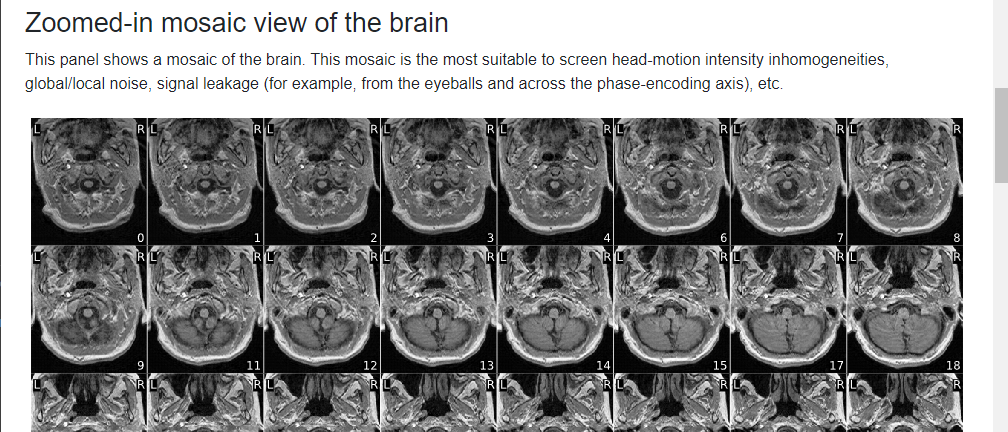 Zoomed-in mosaic view of the brain
This panel shows a mosaic of the brain. This mosaic is the most suitable to screen head-motion intensity inhomogeneities,
global/local noise, signal leakage (for example, from the eyeballs and across the phase-encoding axis), etc.
L R L R L R L R L R L R L R L R
0 1 2 3 4 6 7 8
L R L R L R L R L R L R L R L R
9 11 12 13 14 15 17 18
L R L R L R L R L R L R L R L R